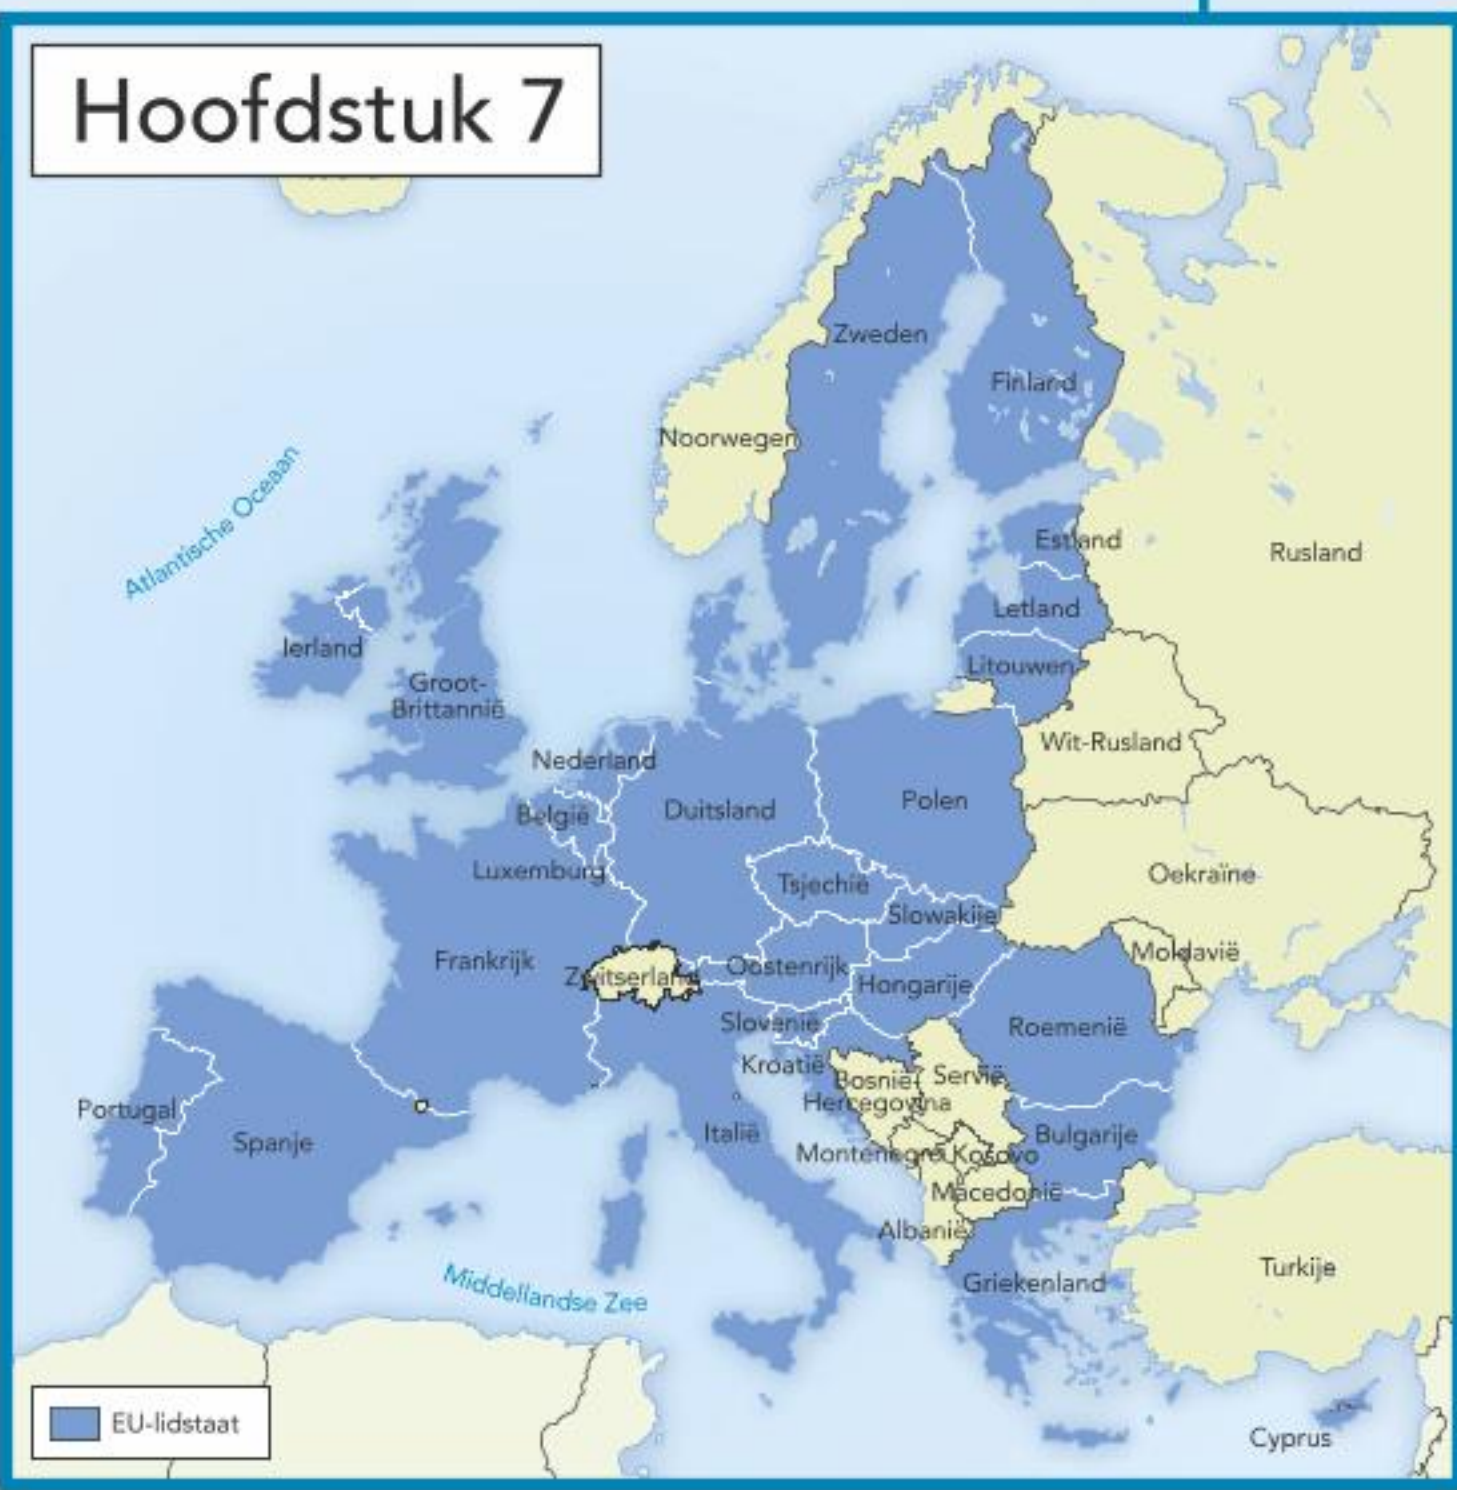 Hoofdstuk 7
Zweden
Finland
Noorwegen
Atlantische Oceaan
Estland
Rusland
Letland
Ierland
Litouwen
Groot-
Brittannië
Wit-Rusland
Nederland
Polen
Duitsland
België
Luxemburg
Tsjechië
Oekraïne
Slowakije
Moldavië
Frankrijk
Zwitserland
Oostenrijk
Hongarije
Slovenië
Roemenië
Kroatië
Bosnië-
Hercegovina
Servië
Portugal
Spanje
Italië
Bulgarije
Montenegro
Kosovo
Macedonië
Albanië
Griekenland
Turkije
Middellandse Zee
EU-lidstaat
Cyprus